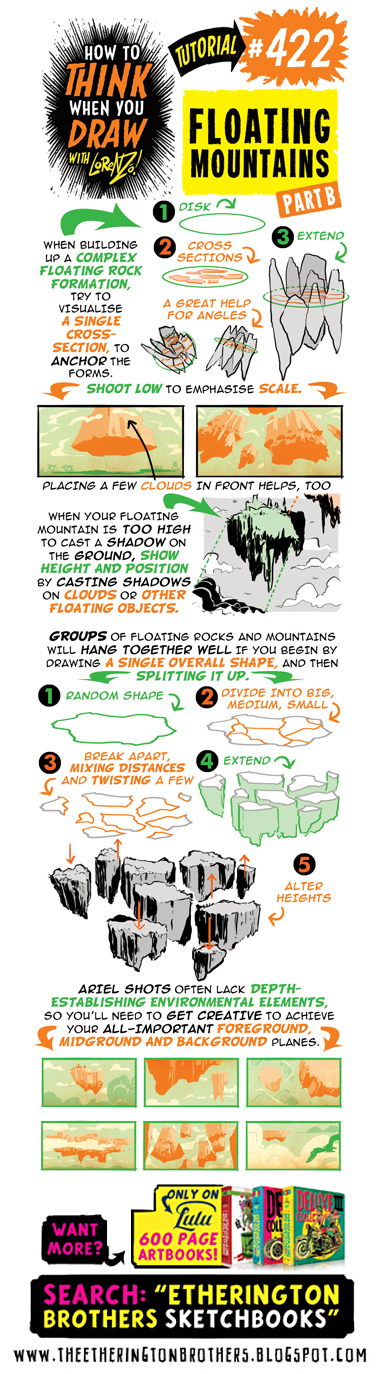 HOW TO
THINK
WHEN YOU
DRAW
WITH LORENZO!
TUTORIAL
#422
FLOATING
MOUNTAINS
PART B
WHEN BUILDING
UP A COMPLEX
FLOATING ROCK
FORMATION,
TRY TO
VISUALISE
A SINGLE
CROSS-
SECTION, TO
ANCHOR THE
FORMS.
1 DISK
2 CROSS
SECTIONS
A GREAT HELP
FOR ANGLES
3 EXTEND
SHOOT LOW TO EMPHASISE SCALE.
PLACING A FEW CLOUDS IN FRONT HELPS, TOO
WHEN YOUR FLOATING
MOUNTAIN IS TOO HIGH
TO CAST A SHADOW ON
THE GROUND, SHOW
HEIGHT AND POSITION
BY CASTING SHADOWS
ON CLOUDS OR OTHER
FLOATING OBJECTS.
GROUPS OF FLOATING ROCKS AND MOUNTAINS
WILL HANG TOGETHER WELL IF YOU BEGIN BY
DRAWING A SINGLE OVERALL SHAPE, AND THEN
SPLITTING IT UP.
1 RANDOM SHAPE
2 DIVIDE INTO BIG,
MEDIUM, SMALL
3 BREAK APART,
MIXING DISTANCES
AND TWISTING A FEW
4 EXTEND
5
ALTER
HEIGHTS
ARIEL SHOTS OFTEN LACK DEPTH-
ESTABLISHING ENVIRONMENTAL ELEMENTS,
SO YOU'LL NEED TO GET CREATIVE TO ACHIEVE
YOUR ALL-IMPORTANT FOREGROUND,
MIDGROUND AND BACKGROUND PLANES.
WANT
MORE?
ONLY ON
Lulu
600 PAGE
ARTBOOKS!
DELUXE III
SEARCH: "ETHERINGTON
BROTHERS SKETCHBOOKS"
WWW.THEETHERINGTONBROTHERS.BLOGSPOT.COM